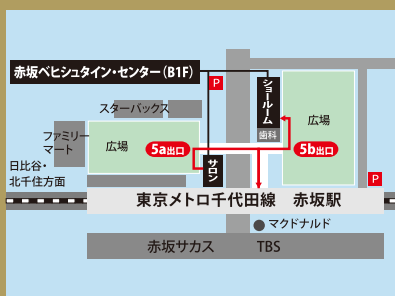 赤坂ベヒシュタイン・センター(B1F)
P
ショールーム
スターバックス
広場
歯科
ファミリー
マート
広場
5a出口
5b出口
日比谷・
北千住方面
サロン
P
東京メトロ千代田線 赤坂駅
マクドナルド
赤坂サカス TBS